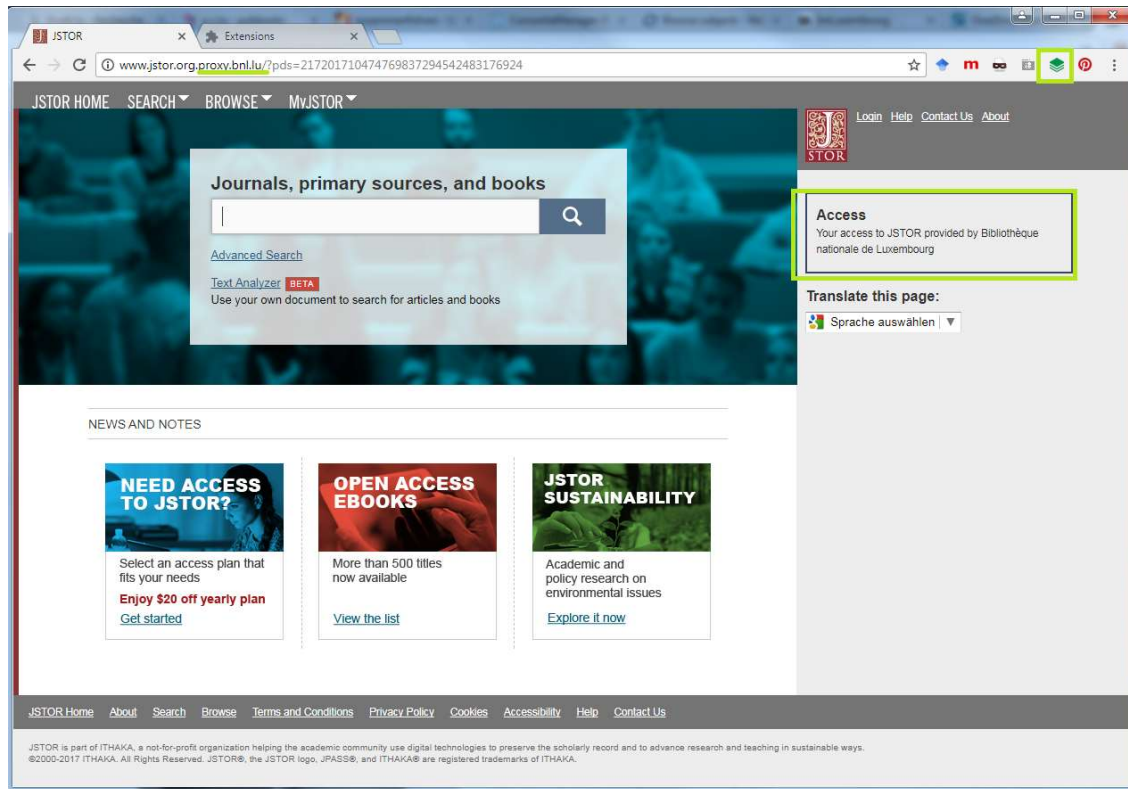 JSTOR
Extensions
www.jstor.org.proxy.bnl.lu/?pds=217201710474769837294542483176924
m
JSTOR HOME SEARCH BROWSE MYJSTOR
JSTOR
Login Help Contact Us About
Journals, primary sources, and books
Advanced Search
Text Analyzer BETA
Use your own document to search for articles and books
Access
Your access to JSTOR provided by Bibliothèque
nationale de Luxembourg
Translate this page:
Sprache auswählen
NEWS AND NOTES
NEED ACCESS
TO JSTOR?
Select an access plan that
fits your needs
Enjoy $20 off yearly plan
Get started
OPEN ACCESS
EBOOKS
More than 500 titles
now available
View the list
JSTOR
SUSTAINABILITY
Academic and
policy research on
environmental issues
Explore it now
JSTOR Home About Search Browse Terms and Conditions Privacy Policy Cookies Accessibility Help Contact Us
JSTOR is part of ITHAKA, a not-for-profit organization helping the academic community use digital technologies to preserve the scholarly record and to advance research and teaching in sustainable ways.
©2000-2017 ITHAKA. All Rights Reserved. JSTOR®, the JSTOR logo, JPASS®, and ITHAKA® are registered trademarks of ITHAKA.